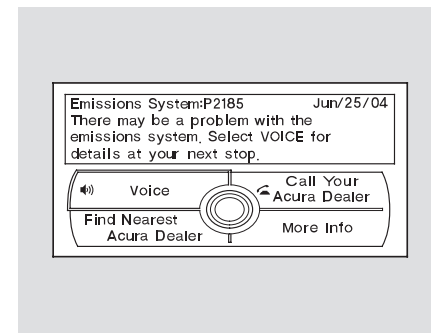 Emissions System:P2185 Jun/25/04
There may be a problem with the
emissions system. Select VOICE for
details at your next stop.
Voice
Call Your
Acura Dealer
Find Nearest
Acura Dealer
More Info